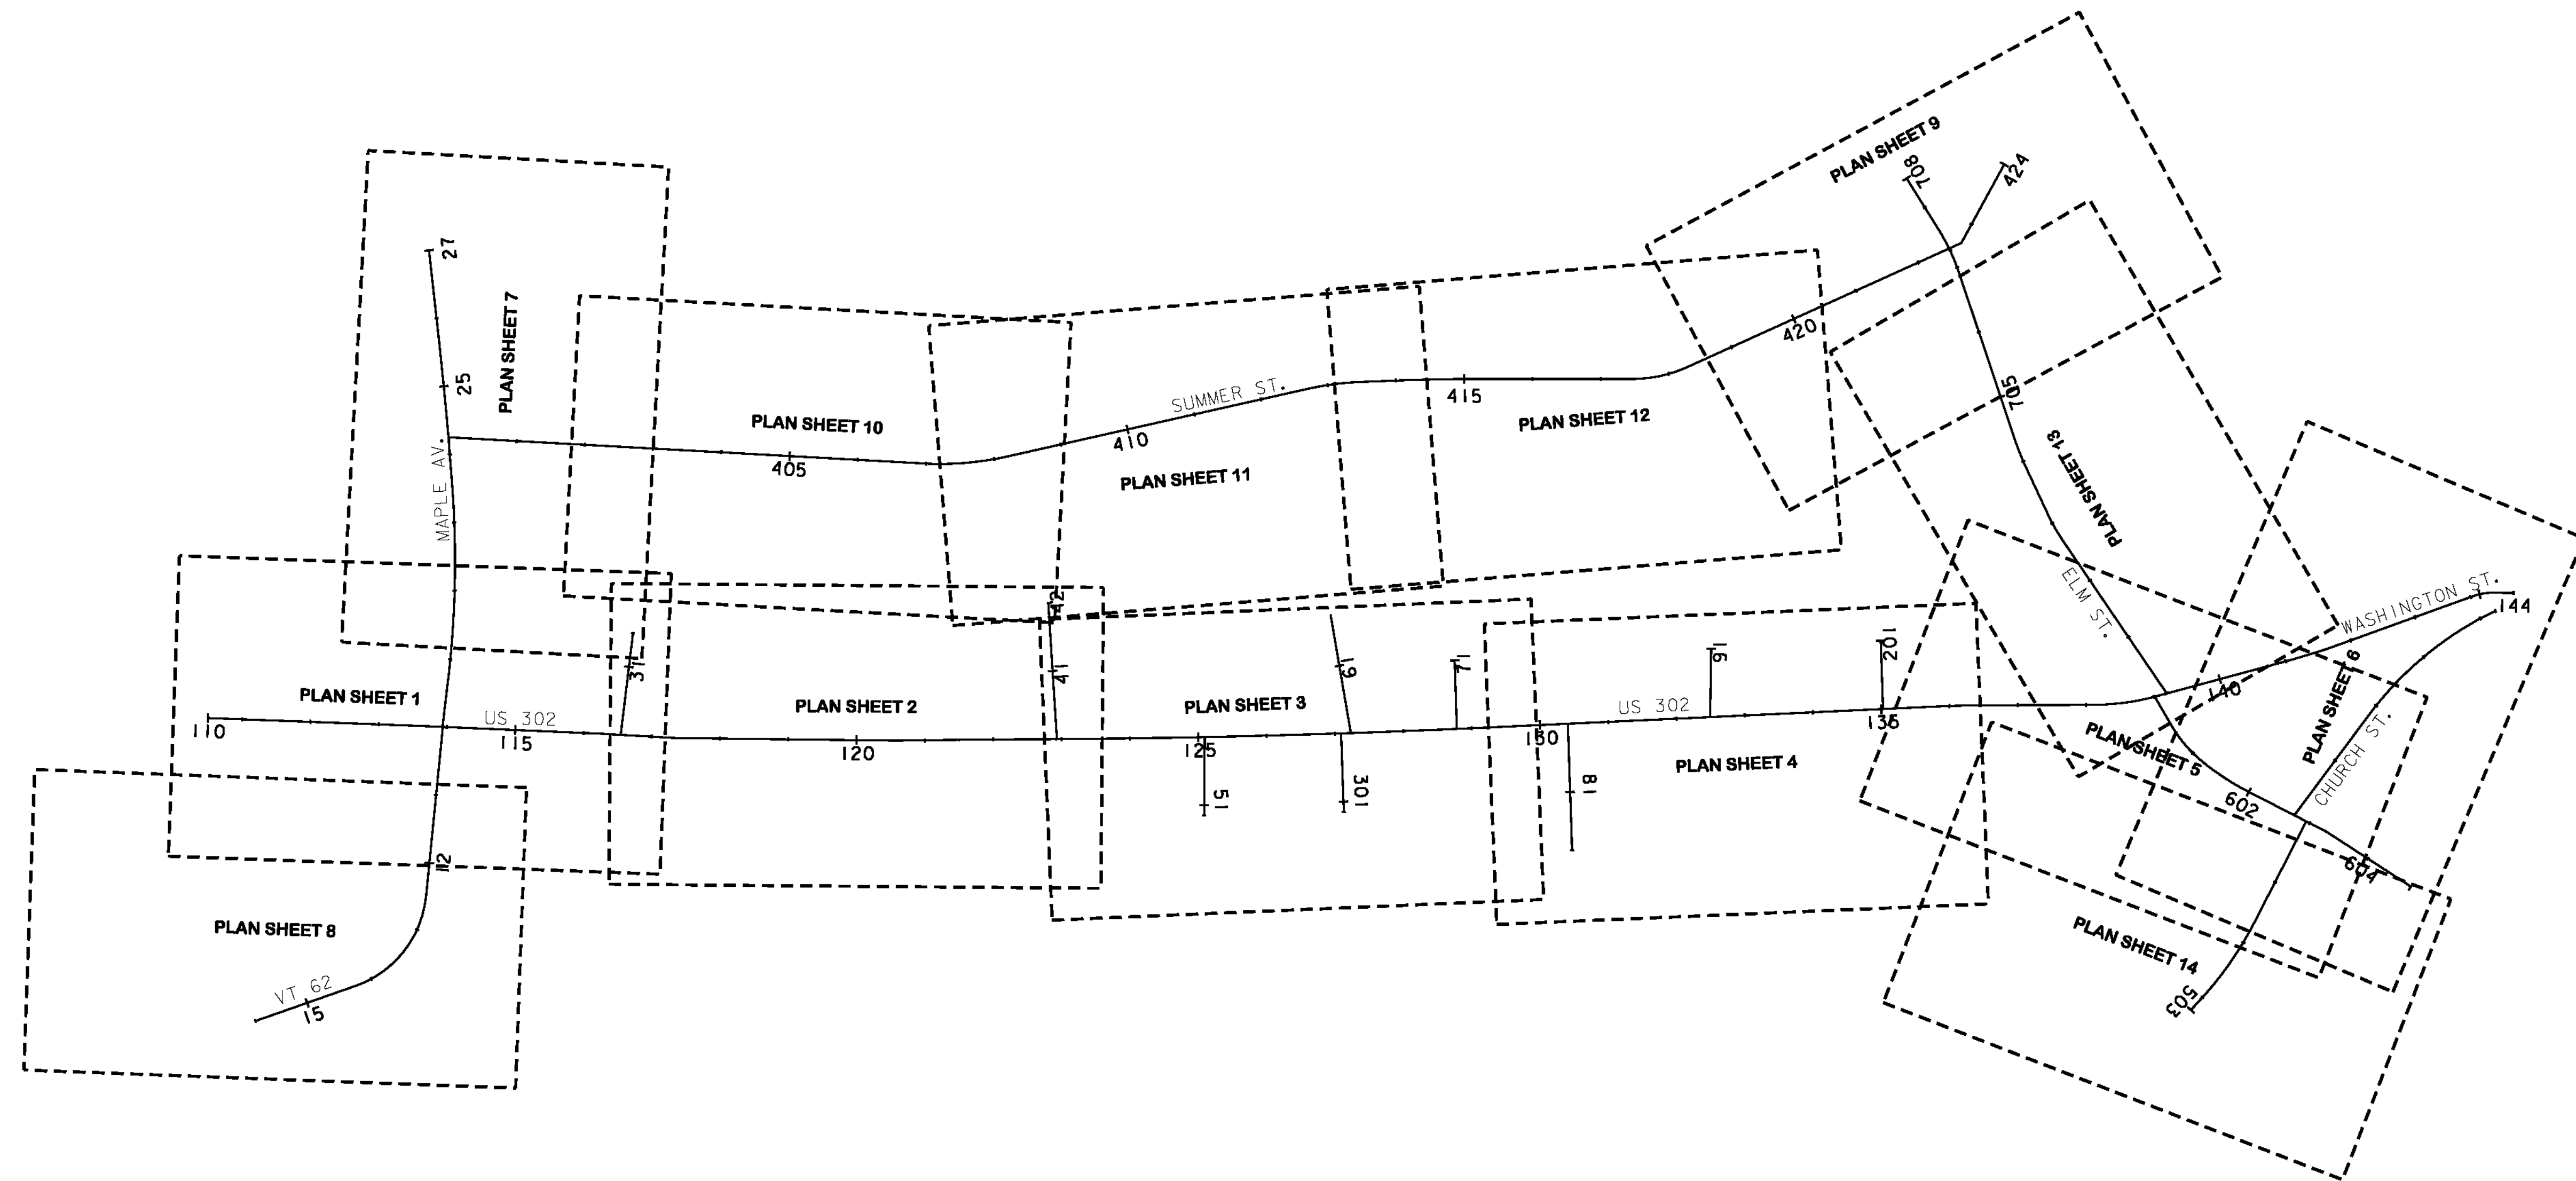 PLAN SHEET 9
708
424
27
PLAN SHEET 7
25
420
SUMMER ST.
415
705
PLAN SHEET 10
405
410
PLAN SHEET 11
PLAN SHEET 12
MAPLE AV.
PLAN SHEET 13
ELM ST.
WASHINGTON ST.
144
42
31
41
61
71
91
201
PLAN SHEET 1
110
US 302
115
PLAN SHEET 2
120
PLAN SHEET 3
125
130
US 302
135
140
PLAN SHEET 6
PLAN SHEET 4
PLAN SHEET 5
CHURCH ST.
51
301
81
602
604
12
PLAN SHEET 8
PLAN SHEET 14
VT 62
15
503